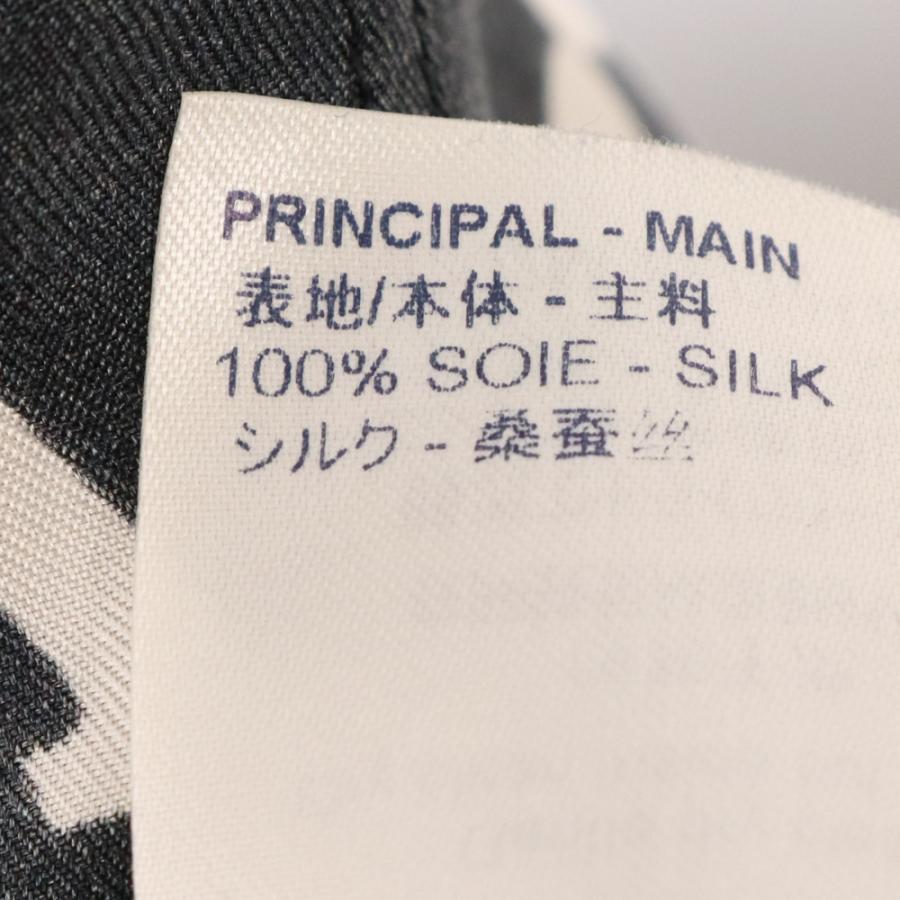 PRINCIPAL - MAIN
表地/本体 - 主料
100% SOIE - SILK
シルク - 桑蚕丝